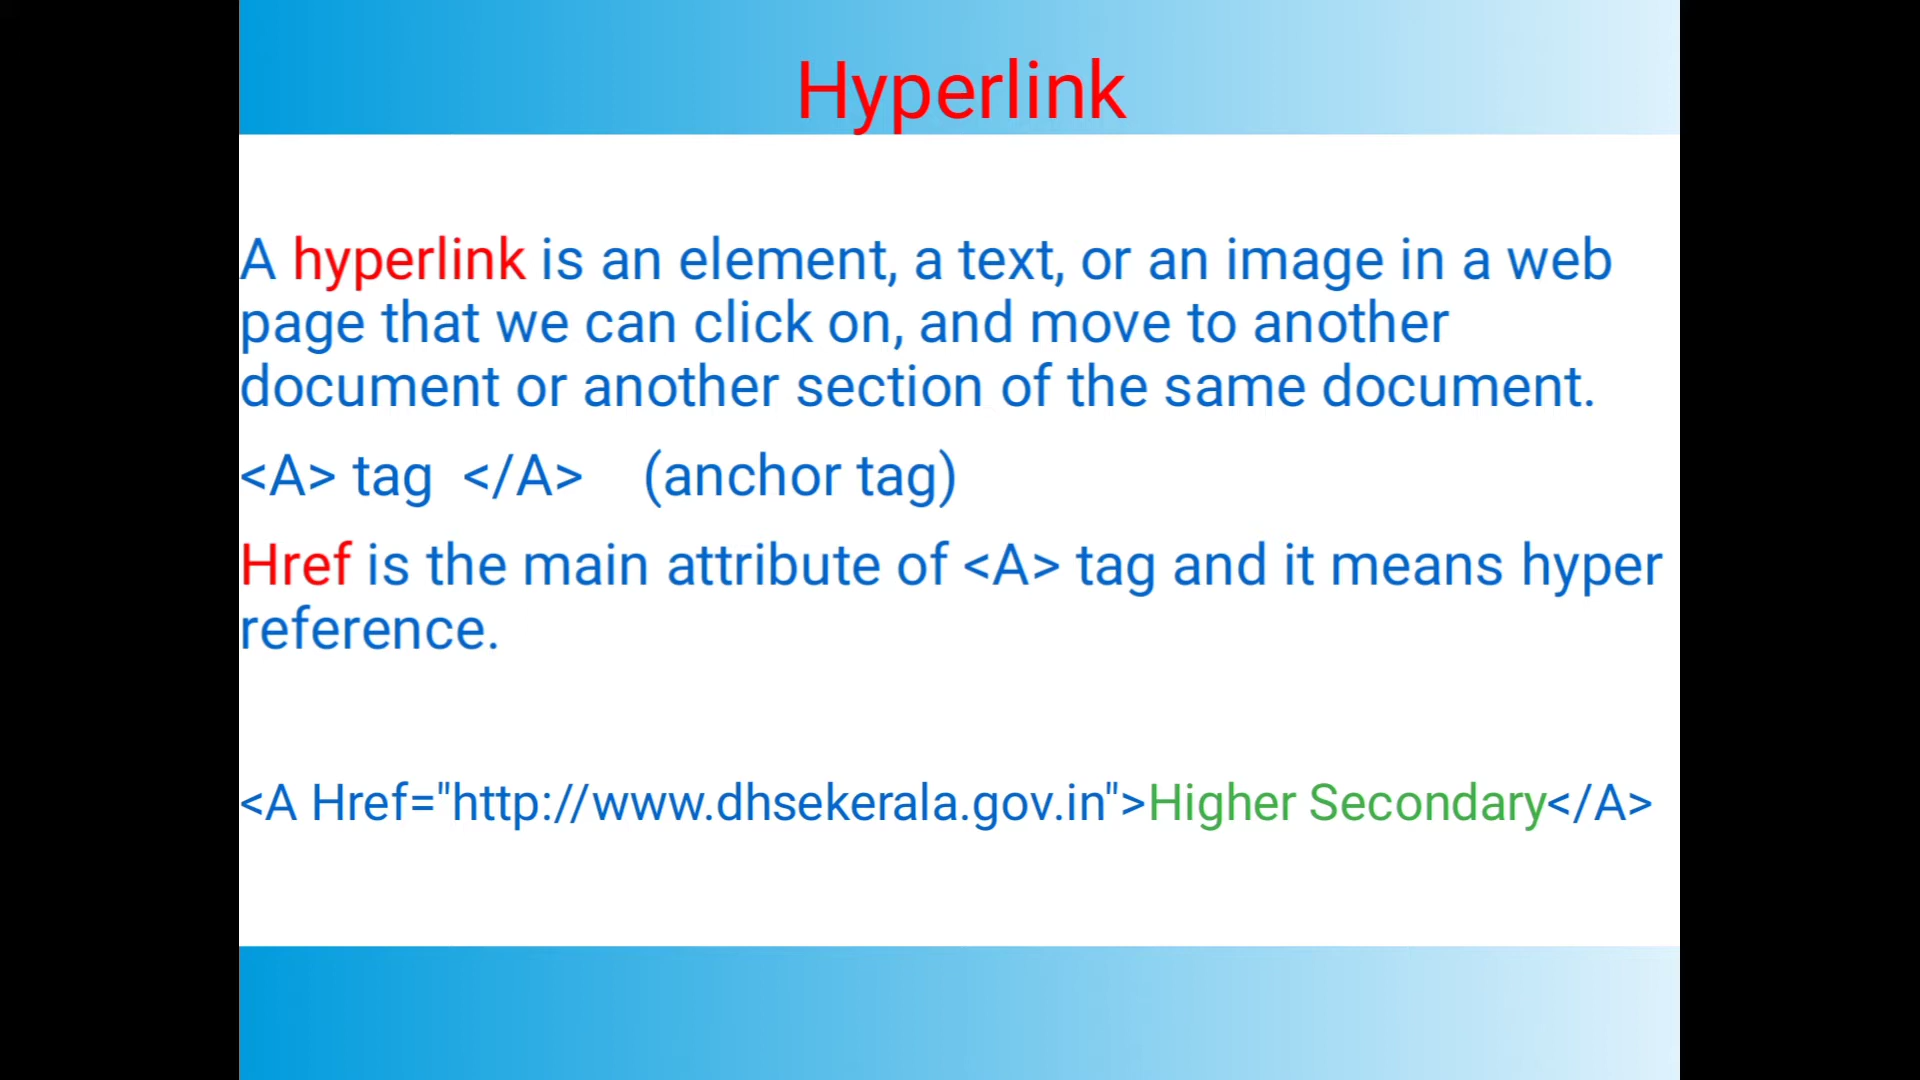 Hyperlink
A hyperlink is an element, a text, or an image in a web
page that we can click on, and move to another
document or another section of the same document.
<A> tag  </A>    (anchor tag)
Href is the main attribute of <A> tag and it means hyper
reference.
<A Href="http://www.dhsekerala.gov.in">Higher Secondary</A>